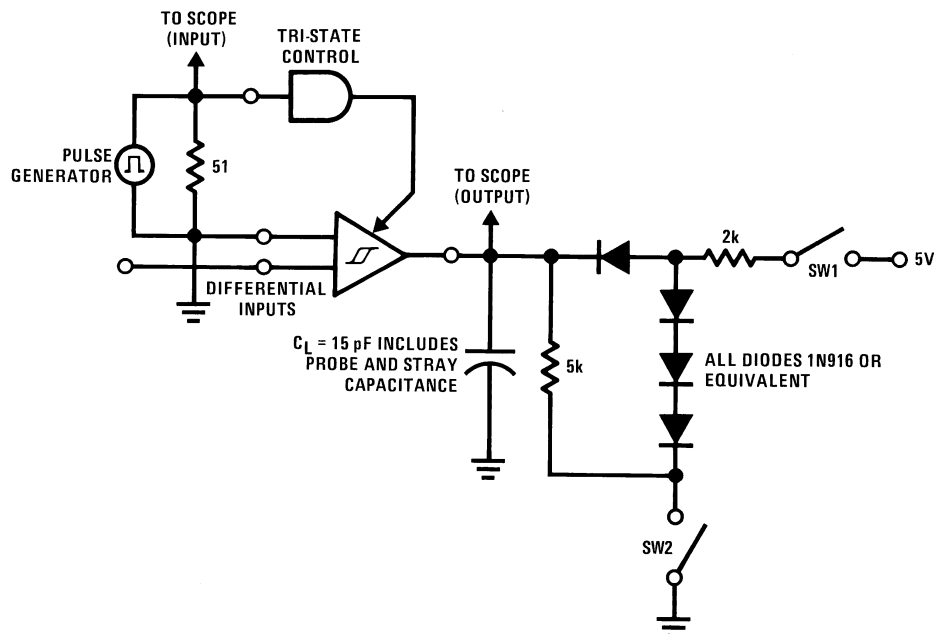 TO SCOPE
(INPUT)
TRI-STATE
CONTROL
PULSE
GENERATOR
51
TO SCOPE
(OUTPUT)
2k
SW1
5V
DIFFERENTIAL
INPUTS
CL = 15 pF INCLUDES
PROBE AND STRAY
CAPACITANCE
5k
ALL DIODES 1N916 OR
EQUIVALENT
SW2